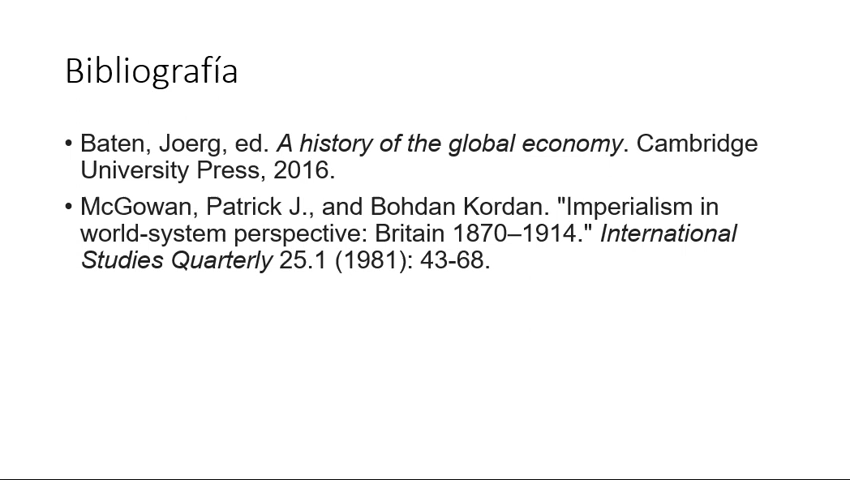 Bibliografía
• Baten, Joerg, ed. A history of the global economy. Cambridge
University Press, 2016.
• McGowan, Patrick J., and Bohdan Kordan. "Imperialism in
world-system perspective: Britain 1870–1914." International
Studies Quarterly 25.1 (1981): 43-68.